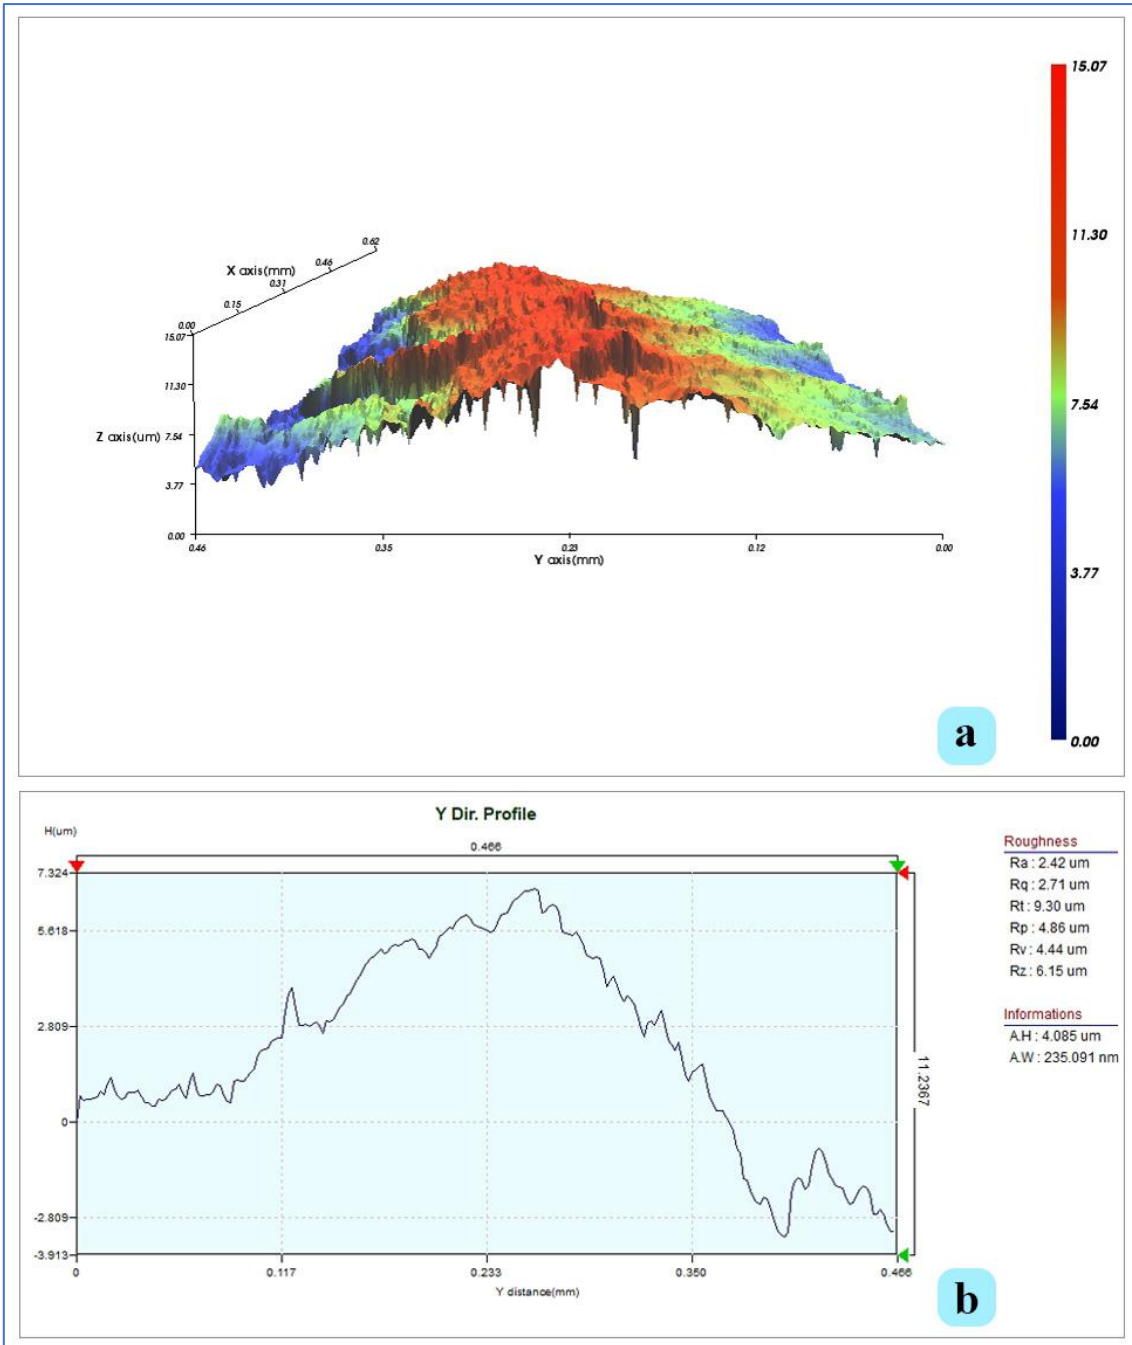 15.07
11.30
7.54
3.77
0.00
X axis(mm)
0.62
0.46
0.31
0.15
0.00
15.07
11.30
Z axis(um) 7.54
3.77
0.00
0.46
0.35
0.23
0.12
0.00
Y axis(mm)
a
Y Dir. Profile
H(um)
0.466
7.324
5.618
2.809
0
-2.809
-3.913
0
0.117
0.233
0.350
0.466
Y distance(mm)
11.2367
Roughness
Ra : 2.42 um
Rq : 2.71 um
Rt : 9.30 um
Rp : 4.86 um
Rv : 4.44 um
Rz : 6.15 um
Informations
A.H : 4.085 um
A.W : 235.091 nm
b